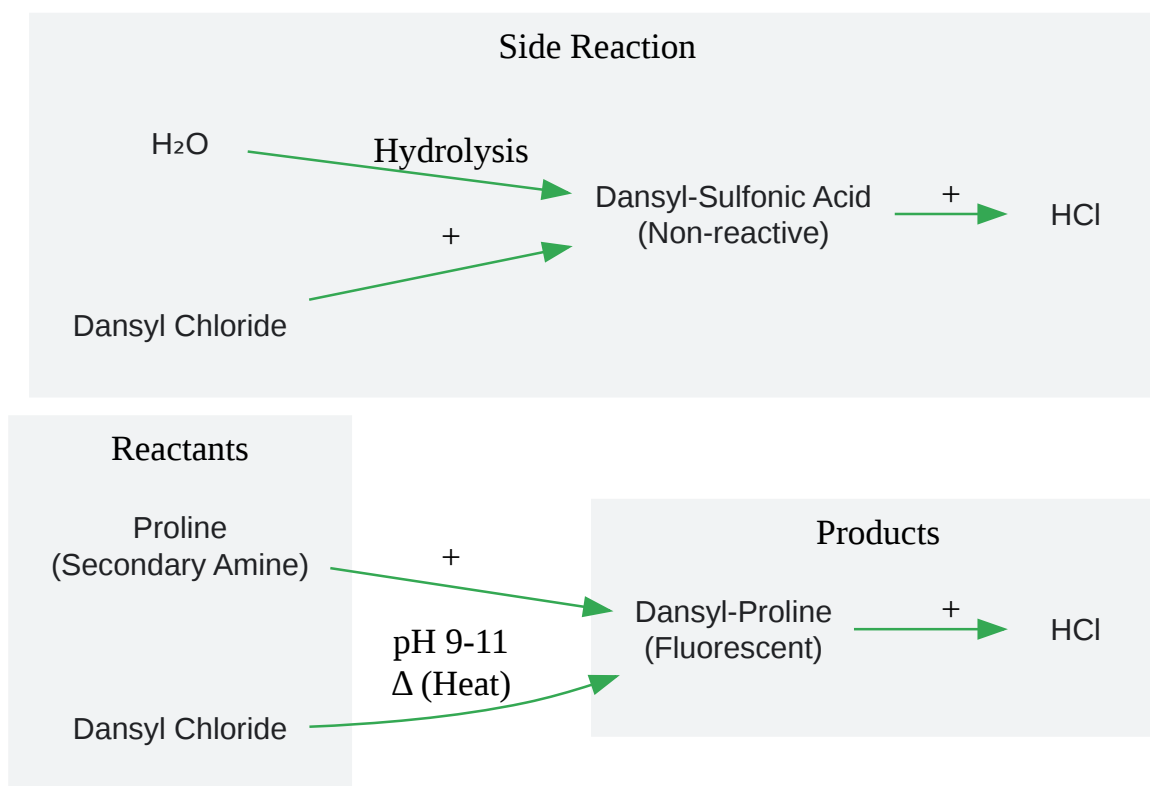 Side Reaction
H₂O
Hydrolysis
Dansyl-Sulfonic Acid
(Non-reactive)
+
HCl
+
Dansyl Chloride
Reactants
Proline
(Secondary Amine)
+
pH 9-11
Δ (Heat)
Dansyl Chloride
Products
Dansyl-Proline
(Fluorescent)
+
HCl